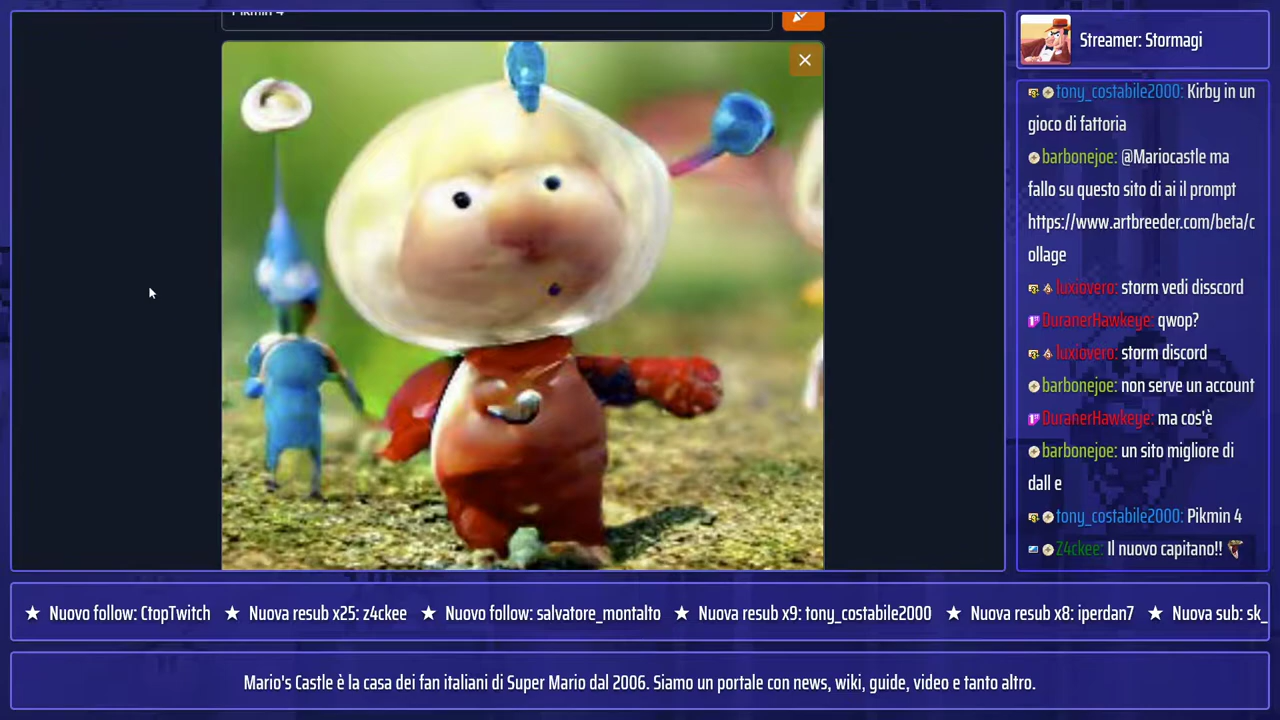 Pikmin 4
Streamer: Stormagi
tony_costabile2000: Kirby in un
gioco di fattoria
barbonejoe: @Mariocastle ma
fallo su questo sito di ai il prompt
https://www.artbreeder.com/beta/c
ollage
luxiovero: storm vedi disscord
DuranerHawkeye: qwop?
luxiovero: storm discord
barbonejoe: non serve un account
DuranerHawkeye: ma cos'è
barbonejoe: un sito migliore di
dall e
tony_costabile2000: Pikmin 4
Z4ckee: Il nuovo capitano!!
★ Nuovo follow: CtopTwitch ★ Nuova resub x25: z4ckee ★ Nuovo follow: salvatore_montalto ★ Nuova resub x9: tony_costabile2000 ★ Nuova resub x8: iperdan7 ★ Nuova sub: sk_
Mario's Castle è la casa dei fan italiani di Super Mario dal 2006. Siamo un portale con news, wiki, guide, video e tanto altro.